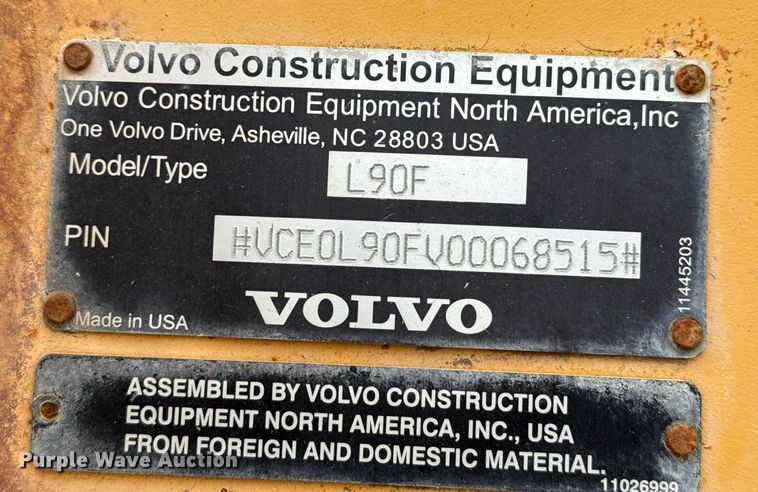 Volvo Construction Equipment
Volvo Construction Equipment North America,Inc
One Volvo Drive, Asheville, NC 28803 USA
Model/Type L90F
PIN #VCE0L90FV00068515#
11445203
Made in USA
VOLVO
ASSEMBLED BY VOLVO CONSTRUCTION
EQUIPMENT NORTH AMERICA, INC., USA
FROM FOREIGN AND DOMESTIC MATERIAL.
11026999
Purple Wave Auction